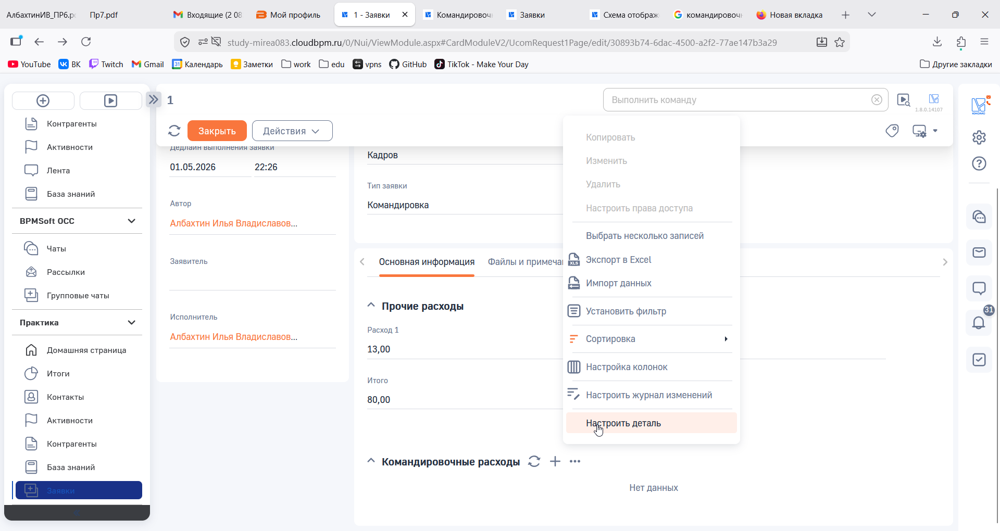 АлбахтинИВ_ПР6.p
Пр7.pdf
Входящие (2 08
Мой профиль
1 - Заявки
Командировоч
Заявки
Схема отображ
командировоч
Новая вкладка
study-mirea083.cloudbpm.ru/0/Nui/ViewModule.aspx#CardModuleV2/UcomRequest1Page/edit/30893b74-6dac-4500-a2f2-77ae147b3a29
YouTube
ВК
Twitch
Gmail
31
Календарь
Заметки
work
edu
vpns
GitHub
TikTok - Make Your Day
Другие закладки
1
Выполнить команду
1.8.0.14107
Закрыть
Действия
Контрагенты
Активности
Лента
База знаний
BPMSoft ОСС
Чаты
Рассылки
Групповые чаты
Практика
Домашняя страница
Итоги
Контакты
Активности
Контрагенты
База знаний
Заявки
Дедлайн выполнения заявки
01.05.2026
22:26
Автор
Албахтин Илья Владиславов...
Заявитель
Исполнитель
Албахтин Илья Владиславов...
Кадров
Тип заявки
Командировка
Основная информация
Файлы и примеча
Прочие расходы
Расход 1
13,00
Итого
80,00
Командировочные расходы
Нет данных
Копировать
Изменить
Удалить
Настроить права доступа
Выбрать несколько записей
XLS
Экспорт в Excel
Импорт данных
Установить фильтр
Сортировка
Настройка колонок
Настроить журнал изменений
Настроить деталь
ЮКОМО
31